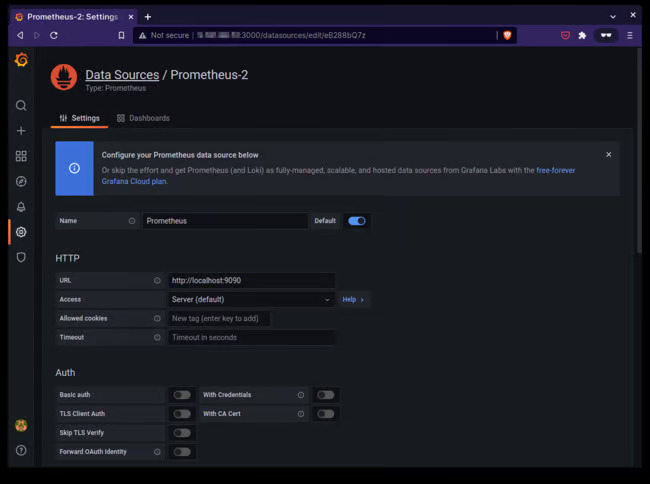 Prometheus-2: Settings
Not secure :3000/datasources/edit/eB288bQ7z
Data Sources / Prometheus-2
Type: Prometheus
Settings Dashboards
Configure your Prometheus data source below
Or skip the effort and get Prometheus (and Loki) as fully-managed, scalable, and hosted data sources from Grafana Labs with the free-forever
Grafana Cloud plan.
Name Prometheus Default
HTTP
URL http://localhost:9090
Access Server (default) Help >
Allowed cookies New tag (enter key to add)
Timeout Timeout in seconds
Auth
Basic auth With Credentials
TLS Client Auth With CA Cert
Skip TLS Verify
Forward OAuth Identity